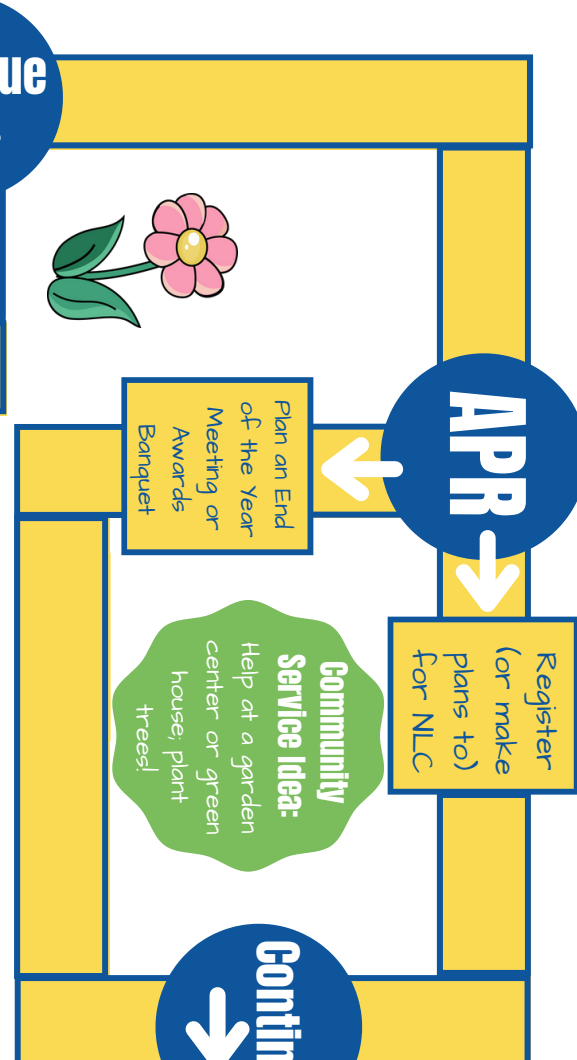 ue
APR
Register
(or make
plans to)
for NLC
Plan an End
of the Year
Meeting or
Awards
Banquet
Community
Service Idea:
Help at a garden
center or green
house; plant
trees!
Contin